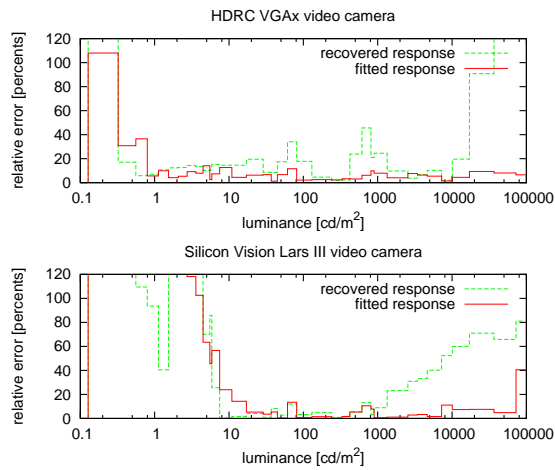 HDRC VGAx video camera
relative error [percents]
120
100
80
60
40
20
0
recovered response
fitted response
0.1 1 10 100 1000 10000 100000
luminance [cd/m2]
Silicon Vision Lars III video camera
relative error [percents]
120
100
80
60
40
20
0
recovered response
fitted response
0.1 1 10 100 1000 10000 100000
luminance [cd/m2]